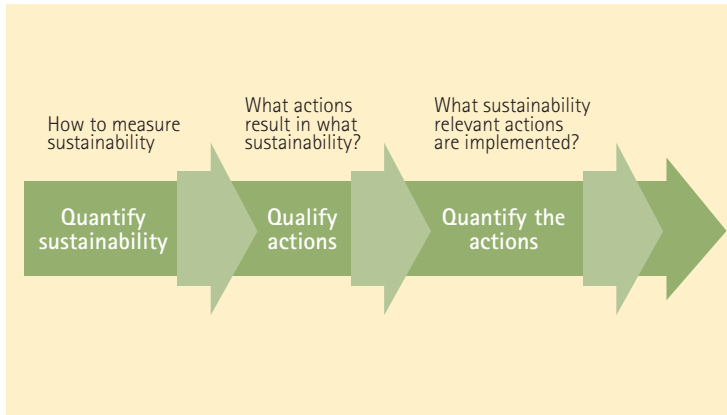 How to measure
sustainability
What actions
result in what
sustainability?
What sustainability
relevant actions
are implemented?
Quantify
sustainability
Qualify
actions
Quantify the
actions